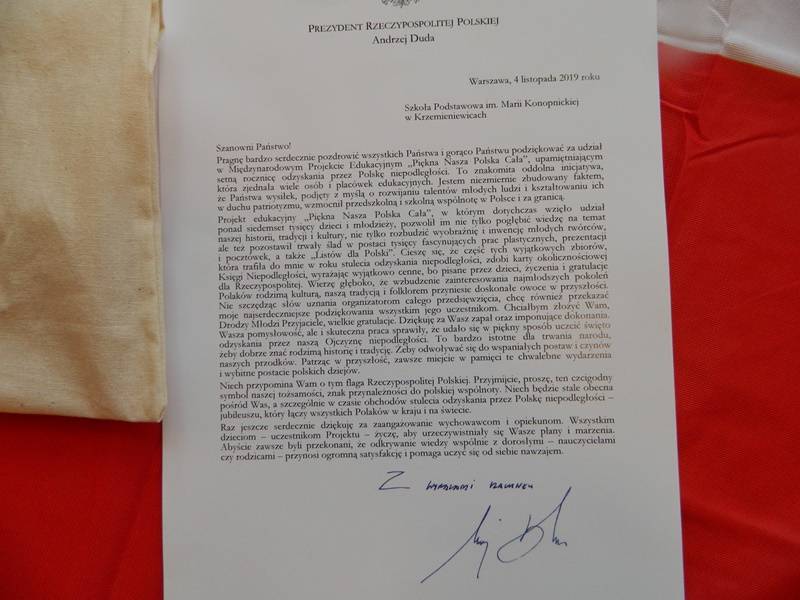 PREZYDENT RZECZYPOSPOLITEJ POLSKIEJ
Andrzej Duda
Warszawa, 4 listopada 2019 roku
Szkoła Podstawowa im. Marii Konopnickiej
w Krzemieniewicach
Szanowni Państwo!
Pragnę bardzo serdecznie pozdrowić wszystkich Państwa i gorąco Państwu podziękować za udział
w Międzynarodowym Projekcie Edukacyjnym „Piękna Nasza Polska Cała”, upamiętniającym
setną rocznicę odzyskania przez Polskę niepodległości. To znakomita oddolna inicjatywa,
która zjednała wiele osób i placówek edukacyjnych. Jestem niezmiernie zbudowany faktem,
że Państwa wysiłek, podjęty z myślą o rozwijaniu talentów młodych ludzi i kształtowaniu ich
w duchu patriotyzmu, wzmocnił przedszkolną i szkolną wspólnotę w Polsce i za granicą.
Projekt edukacyjny „Piękna Nasza Polska Cała”, w którym dotychczas wzięło udział
ponad siedemset tysięcy dzieci i młodzieży, pozwolił im nie tylko pogłębić wiedzę na temat
naszej historii, tradycji i kultury, nie tylko rozbudzić wyobraźnię i inwencję młodych twórców,
ale też pozostawił trwały ślad w postaci tysięcy fascynujących prac plastycznych, prezentacji
i pocztówek, a także „Listów dla Polski”. Cieszę się, że część tych wyjątkowych zbiorów,
która trafiła do mnie w roku stulecia odzyskania niepodległości, zdobi karty okolicznościowej
Księgi Niepodległości, wyrażając wyjątkowo cenne, bo pisane przez dzieci, życzenia i gratulacje
dla Rzeczypospolitej. Wierzę głęboko, że wzbudzenie zainteresowania najmłodszych pokoleń
Polaków rodzimą kulturą, naszą tradycją i folklorem przyniesie doskonałe owoce w przyszłości.
Nie szczędząc słów uznania organizatorom całego przedsięwzięcia, chcę również przekazać
moje najserdeczniejsze podziękowania wszystkim jego uczestnikom. Chciałbym złożyć Wam,
Drodzy Młodzi Przyjaciele, wielkie gratulacje. Dziękuję za Wasz zapał oraz imponujące dokonania.
Wasza pomysłowość, ale i skuteczna praca sprawiły, że udało się w piękny sposób uczcić święto
odzyskania przez naszą Ojczyznę niepodległości. To bardzo istotne dla trwania narodu,
żeby dobrze znać rodzimą historię i tradycję. Żeby odwoływać się do wspaniałych postaw i czynów
naszych przodków. Patrząc w przyszłość, zawsze miejcie w pamięci te chwalebne wydarzenia
i wybitne postacie polskich dziejów.
Niech przypomina Wam o tym flaga Rzeczypospolitej Polskiej. Przyjmijcie, proszę, ten czcigodny
symbol naszej tożsamości, znak przynależności do polskiej wspólnoty. Niech będzie stale obecna
pośród Was, a szczególnie w czasie obchodów stulecia odzyskania przez Polskę niepodległości –
jubileuszu, który łączy wszystkich Polaków w kraju i na świecie.
Raz jeszcze serdecznie dziękuję za zaangażowanie wychowawcom i opiekunom. Wszystkim
dzieciom – uczestnikom Projektu – życzę, aby urzeczywistniały się Wasze plany i marzenia.
Abyście zawsze byli przekonani, że odkrywanie wiedzy wspólnie z dorosłymi – nauczycielami
czy rodzicami – przynosi ogromną satysfakcję i pomaga uczyć się od siebie nawzajem.
Z